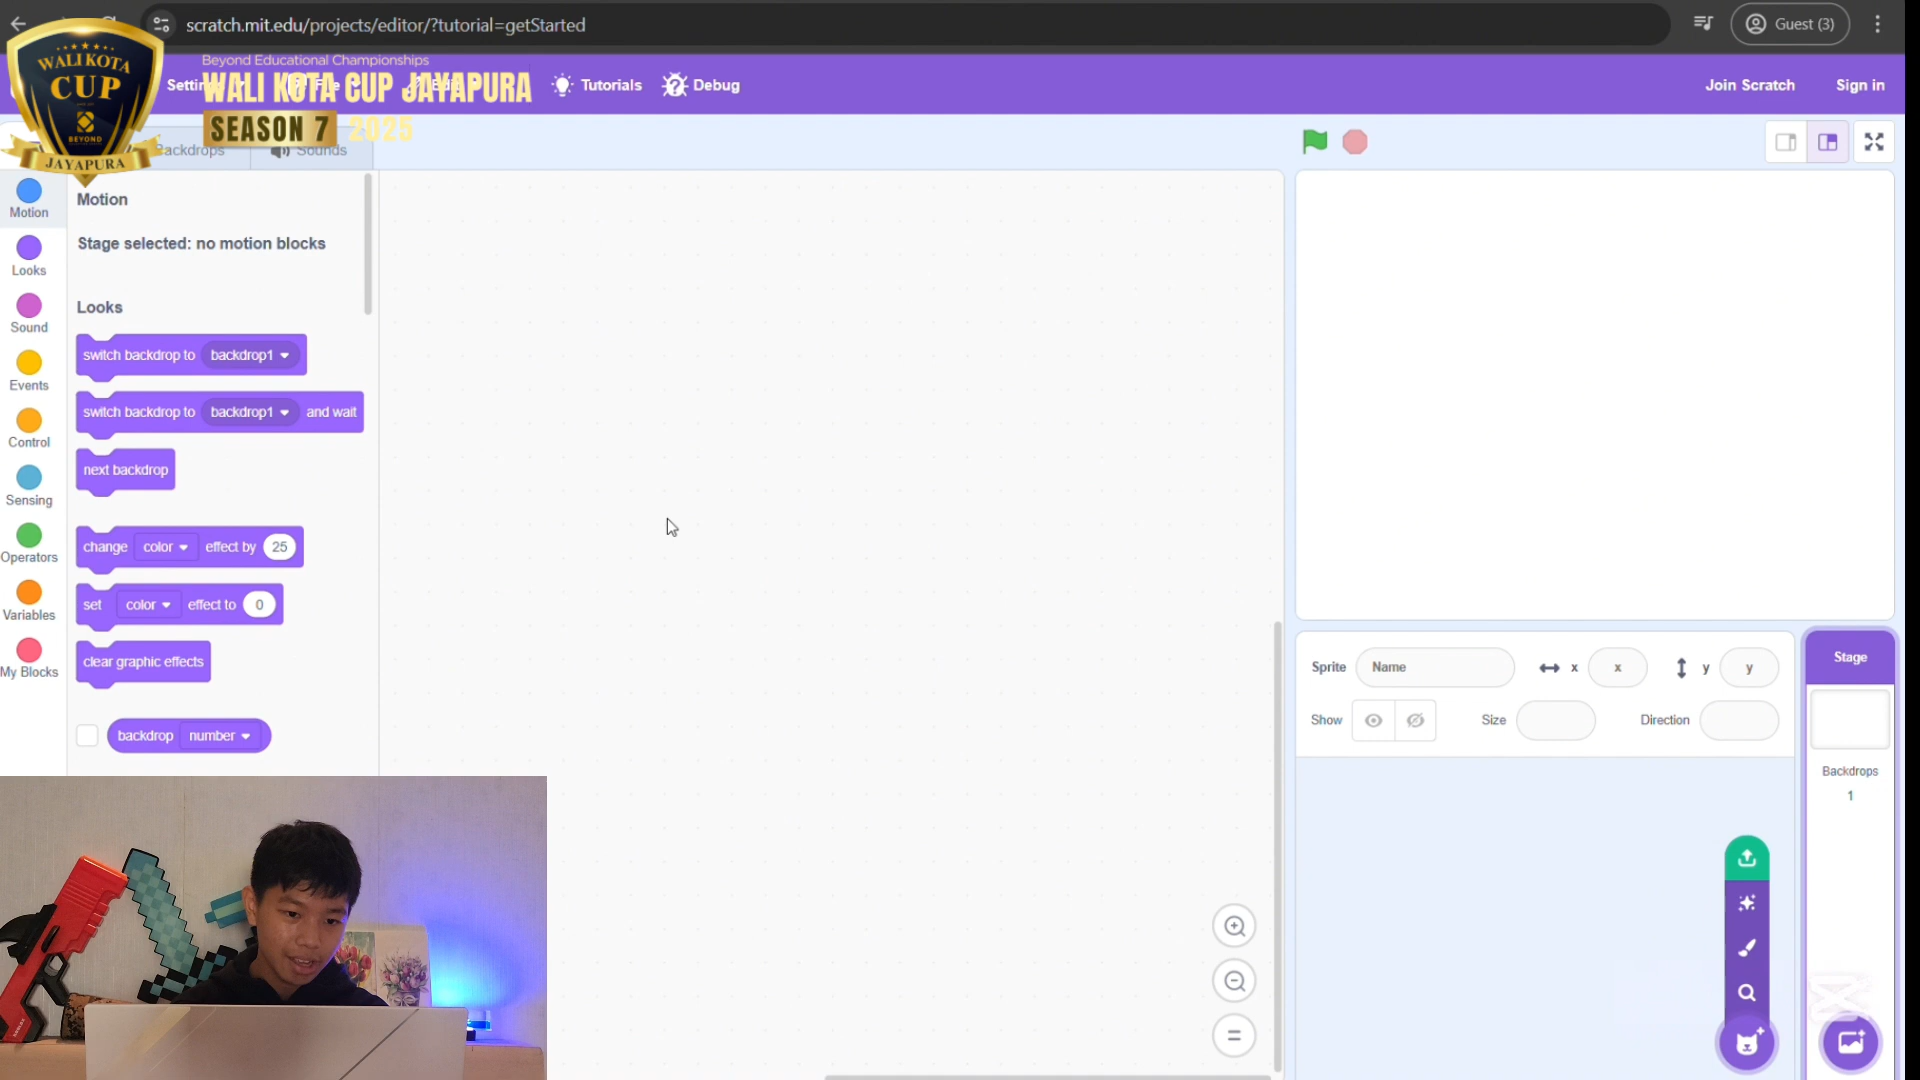 scratch.mit.edu/projects/editor/?tutorial=getStarted
Guest (3)
WALI KOTA
CUP
BEYOND
JAYAPURA
Beyond Educational Championships
WALI KOTA CUP JAYAPURA
SEASON 7 2025
Tutorials
Debug
Join Scratch
Sign in
Backdrops
Sounds
Motion
Looks
Sound
Events
Control
Sensing
Operators
Variables
My Blocks
Motion
Stage selected: no motion blocks
Looks
switch backdrop to backdrop1
switch backdrop to backdrop1 and wait
next backdrop
change color effect by 25
set color effect to 0
clear graphic effects
backdrop number
Sprite Name x x y y
Show Size Direction
Stage
Backdrops
1